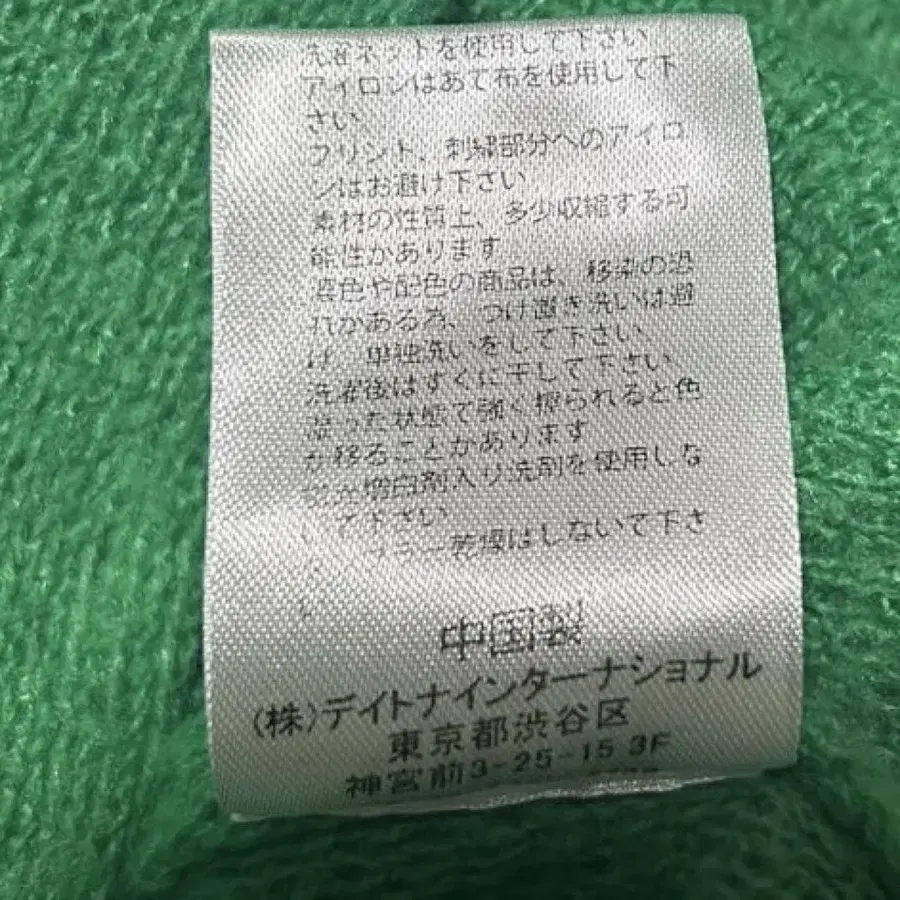 洗濯ネットを使用して下さい
アイロンはあて布を使用して下
さい
プリント、刺繍部分へのアイロ
ンはお避け下さい
素材の性質上、多少収縮する可
能性があります
濃色や配色の商品は、移染の恐
れがある為、つけ置き洗いは避
け、単独洗いをして下さい、
洗濯後はすぐに干して下さい
湿った状態で強く擦られると色
が移ることがあります
蛍光増白剤入り洗剤を使用しな
いで下さい
タンブラー乾燥はしないで下さ
中国製
(株)デイトナインターナショナル
東京都渋谷区
神宮前3-25-15 3F